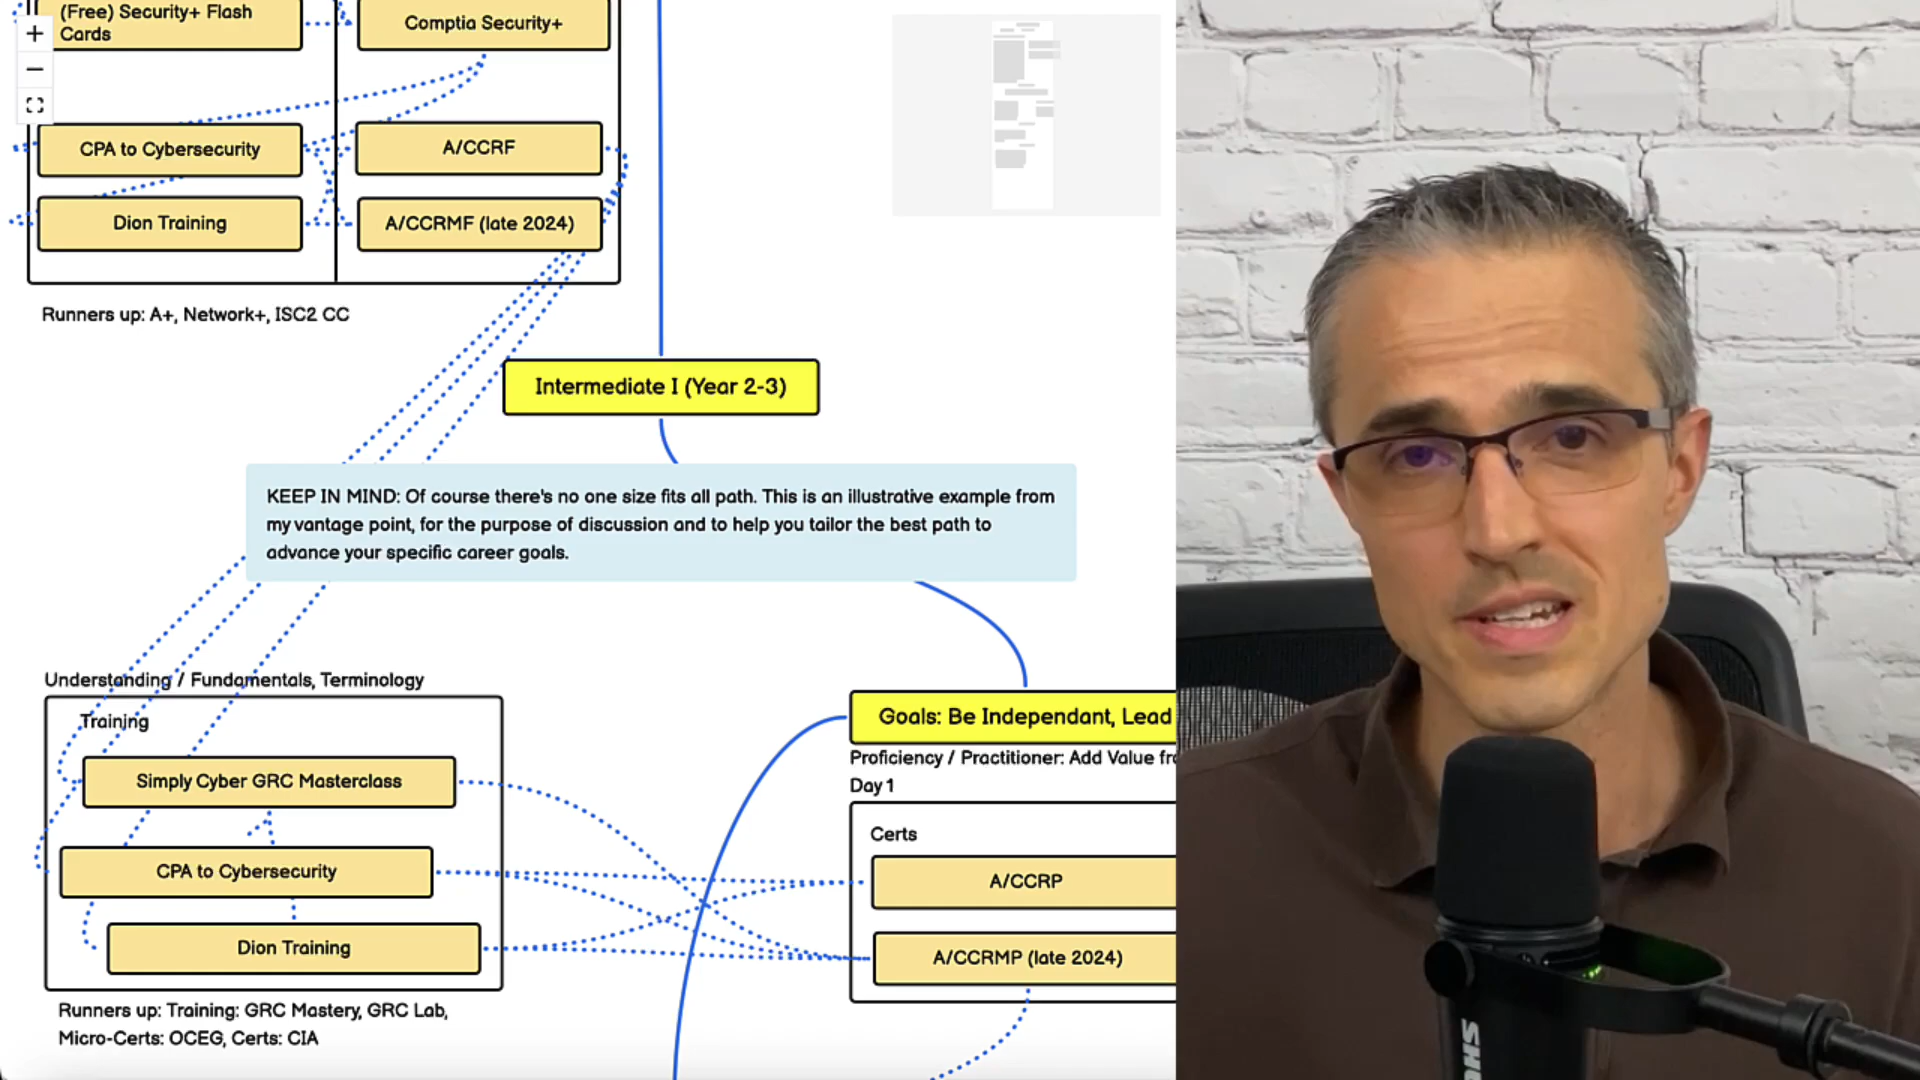 (Free) Security+ Flash
Cards
Comptia Security+
CPA to Cybersecurity
A/CCRF
Dion Training
A/CCRMF (late 2024)
Runners up: A+, Network+, ISC2 CC
Intermediate I (Year 2-3)
KEEP IN MIND: Of course there's no one size fits all path. This is an illustrative example from
my vantage point, for the purpose of discussion and to help you tailor the best path to
advance your specific career goals.
Understanding / Fundamentals, Terminology
Training
Simply Cyber GRC Masterclass
CPA to Cybersecurity
Dion Training
Runners up: Training: GRC Mastery, GRC Lab,
Micro-Certs: OCEG, Certs: CIA
Goals: Be Independant, Lead
Proficiency / Practitioner: Add Value
Day 1
Certs
A/CCRP
A/CCRMP (late 2024)